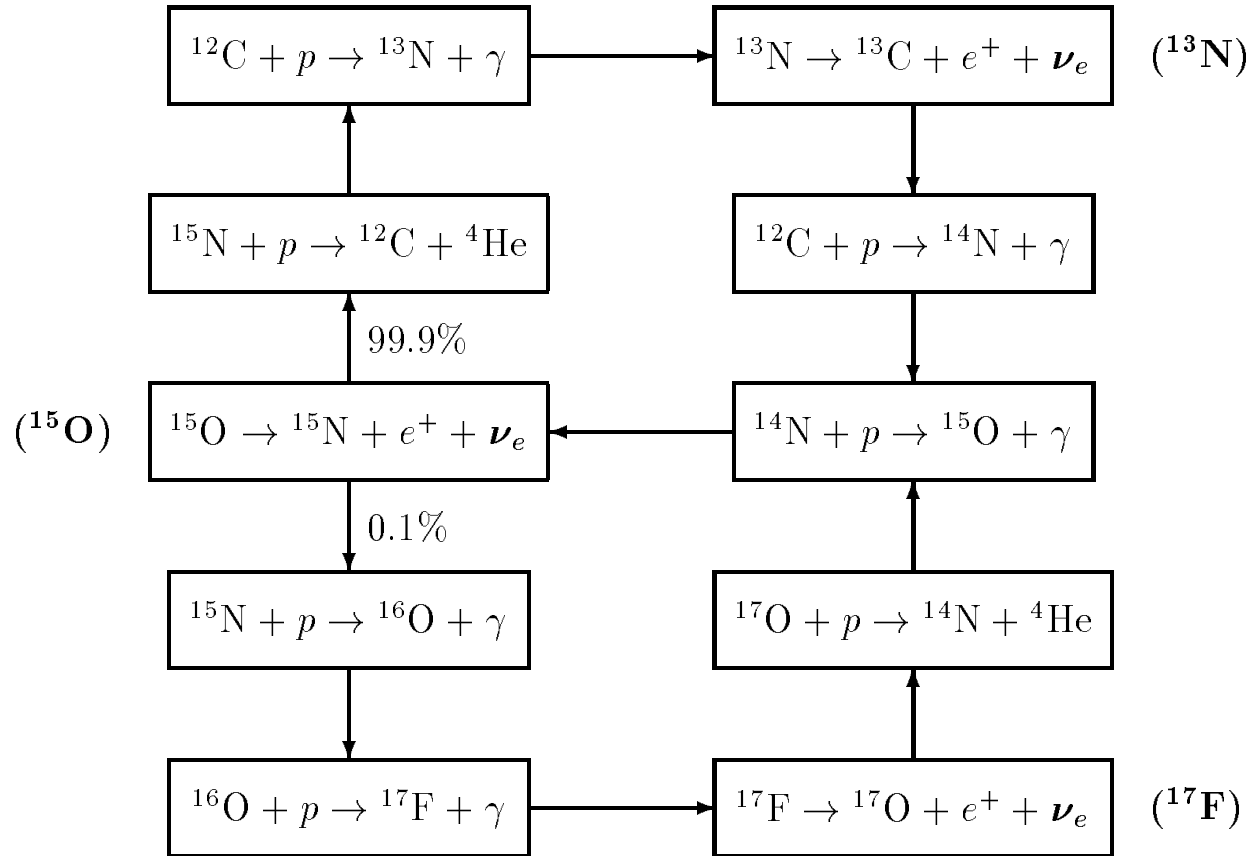 ¹²C + p → ¹³N + γ
¹³N → ¹³C + e⁺ + νₑ
(¹³N)
¹⁵N + p → ¹²C + ⁴He
¹²C + p → ¹⁴N + γ
99.9%
(¹⁵O)
¹⁵O → ¹⁵N + e⁺ + νₑ
¹⁴N + p → ¹⁵O + γ
0.1%
¹⁵N + p → ¹⁶O + γ
¹⁷O + p → ¹⁴N + ⁴He
¹⁶O + p → ¹⁷F + γ
¹⁷F → ¹⁷O + e⁺ + νₑ
(¹⁷F)